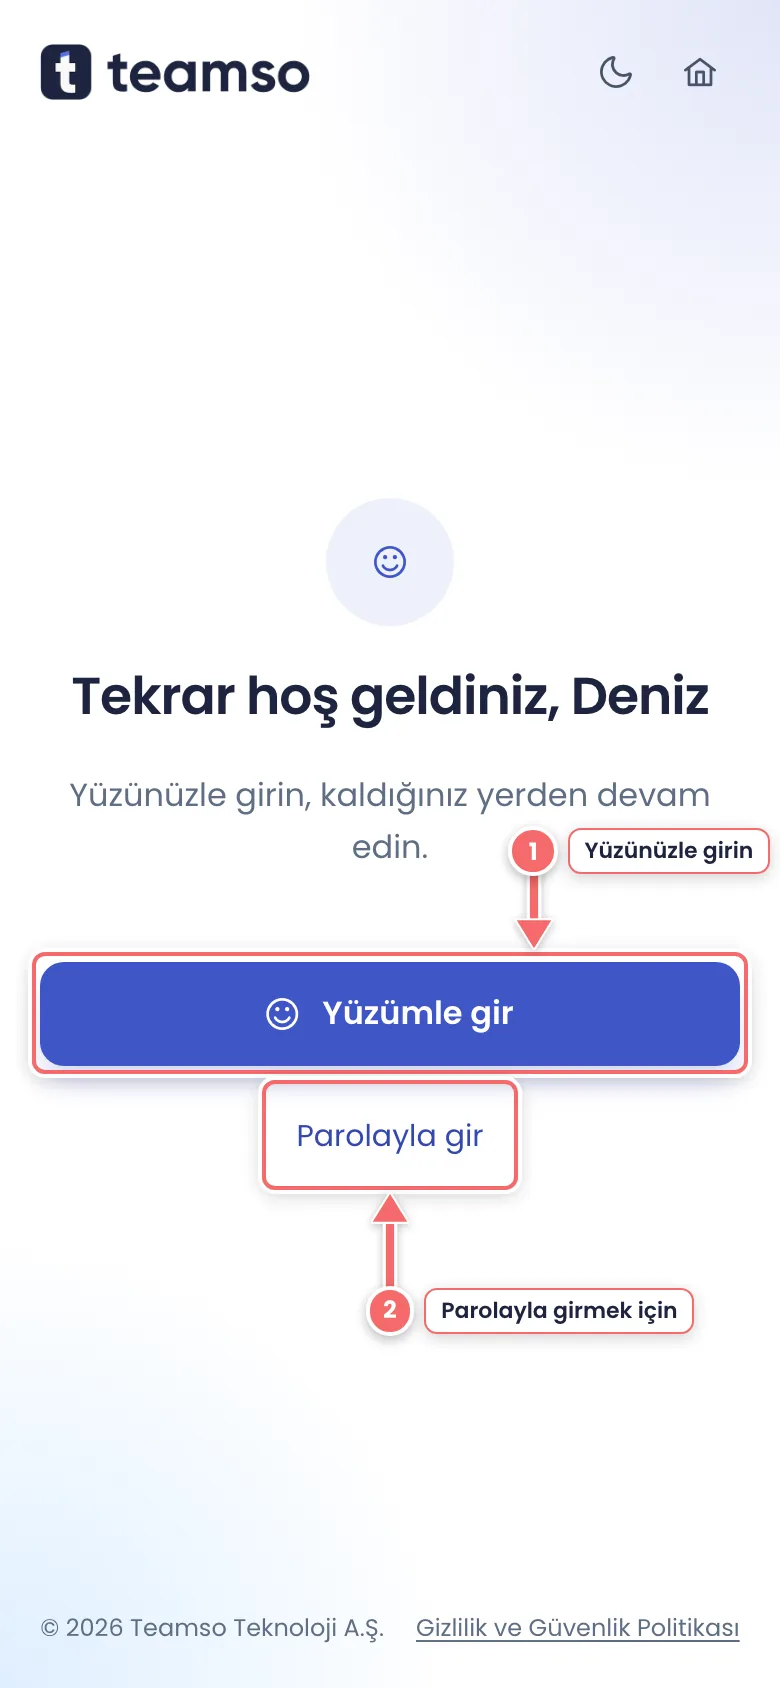 teamso
Tekrar hoş geldiniz, Deniz
Yüzünüzle girin, kaldığınız yerden devam
edin.
1 Yüzünüzle girin
Yüzümle gir
Parolayla gir
2 Parolayla girmek için
© 2026 Teamso Teknoloji A.Ş. Gizlilik ve Güvenlik Politikası